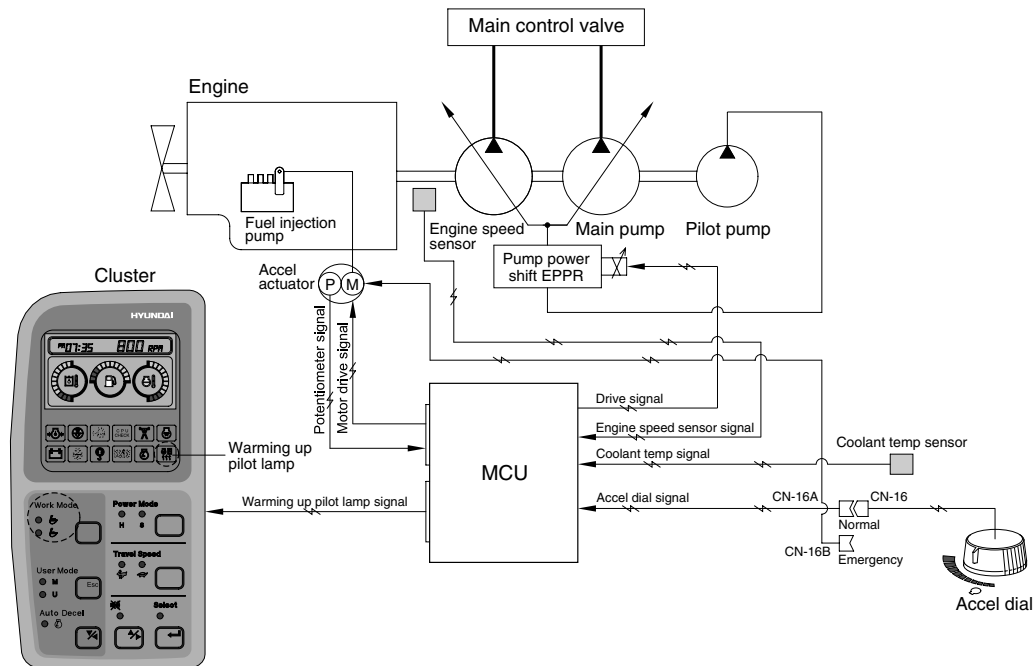 Main control valve
Engine
Fuel injection
pump
Engine speed
sensor
Main pump
Pilot pump
Pump power
shift EPPR
Accel
actuator
P
M
Cluster
HYUNDAI
PM 07:35 800 RPM
CPU
CHECK
Warming up
pilot lamp
Potentiometer signal
Motor drive signal
MCU
Drive signal
Engine speed sensor signal
Coolant temp signal
Coolant temp sensor
Accel dial signal
CN-16A
CN-16
Normal
CN-16B
Emergency
Accel dial
Warming up pilot lamp signal
Work Mode
Power Mode
H
S
Travel Speed
User Mode
M
U
Esc
Auto Decel
Select